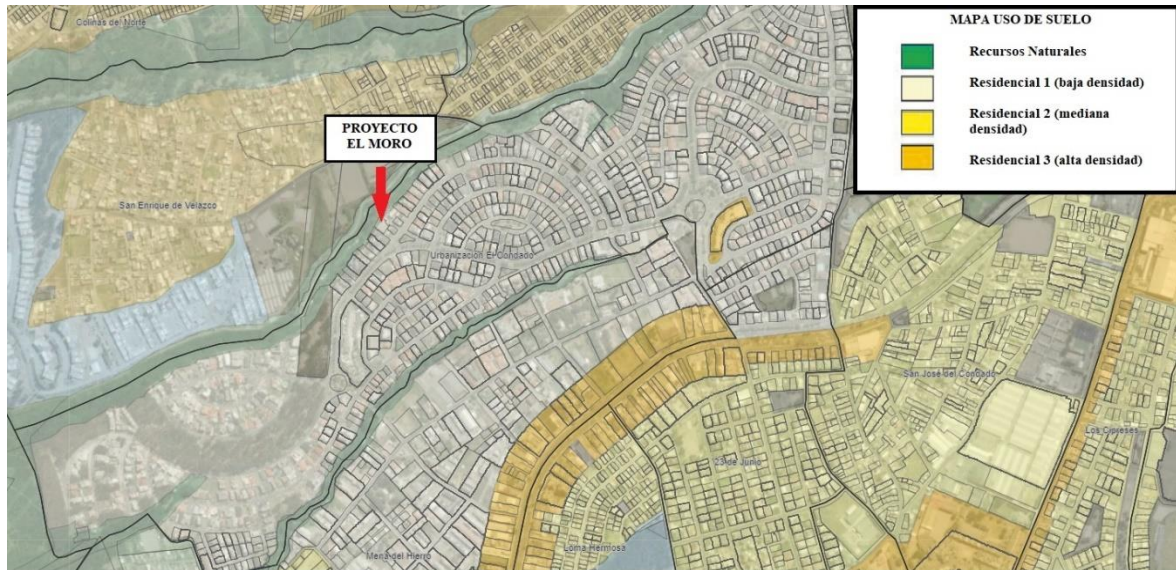 Colinas del Norte
MAPA USO DE SUELO
Recursos Naturales
Residencial 1 (baja densidad)
Residencial 2 (mediana
densidad)
Residencial 3 (alta densidad)
PROYECTO
EL MORO
San Enrique de Velazco
Urbanización El Condado
San José del Condado
Los Cipreses
23 de Junio
Loma Hermosa
Mena del Hierro